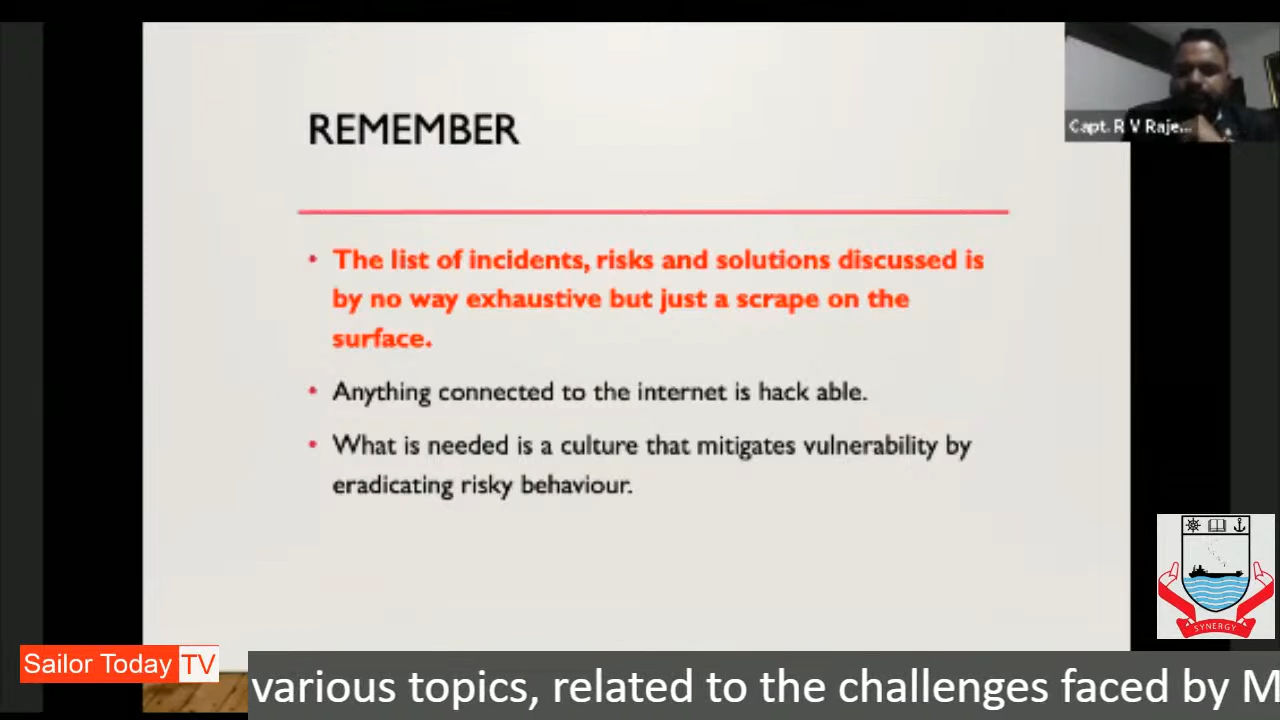 REMEMBER
Capt. R V Raje...
• The list of incidents, risks and solutions discussed is
by no way exhaustive but just a scrape on the
surface.
• Anything connected to the internet is hack able.
• What is needed is a culture that mitigates vulnerability by
eradicating risky behaviour.
SYNERGY
Sailor Today TV
various topics, related to the challenges faced by M